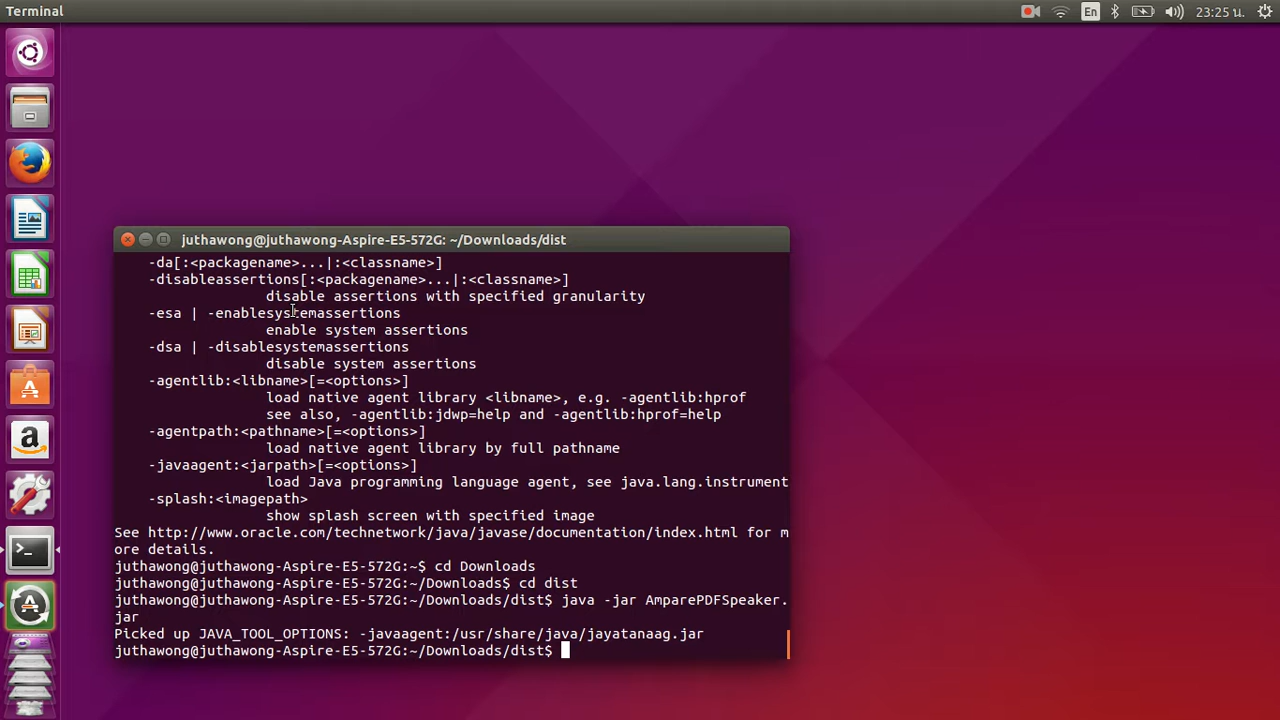 Terminal
En
23:25 น.
juthawong@juthawong-Aspire-E5-572G: ~/Downloads/dist
-da[:<packagename>...|:<classname>]
-disableassertions[:<packagename>...|:<classname>]
disable assertions with specified granularity
-esa | -enablesystemassertions
enable system assertions
-dsa | -disablesystemassertions
disable system assertions
-agentlib:<libname>[=<options>]
load native agent library <libname>, e.g. -agentlib:hprof
see also, -agentlib:jdwp=help and -agentlib:hprof=help
-agentpath:<pathname>[=<options>]
load native agent library by full pathname
-javaagent:<jarpath>[=<options>]
load Java programming language agent, see java.lang.instrument
-splash:<imagepath>
show splash screen with specified image
See http://www.oracle.com/technetwork/java/javase/documentation/index.html for m
ore details.
juthawong@juthawong-Aspire-E5-572G:~$ cd Downloads
juthawong@juthawong-Aspire-E5-572G:~/Downloads$ cd dist
juthawong@juthawong-Aspire-E5-572G:~/Downloads/dist$ java -jar AmparePDFSpeaker.
jar
Picked up JAVA_TOOL_OPTIONS: -javaagent:/usr/share/java/jayatanaag.jar
juthawong@juthawong-Aspire-E5-572G:~/Downloads/dist$